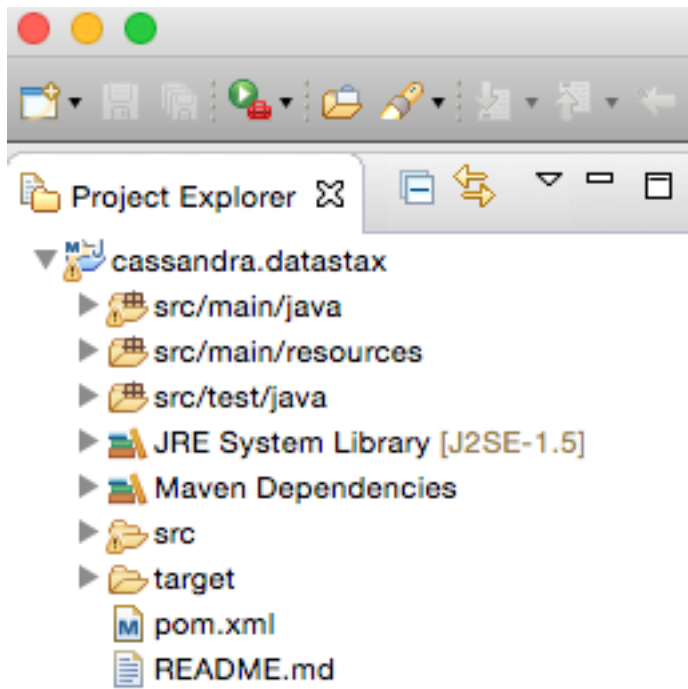 Project Explorer
cassandra.datastax
src/main/java
src/main/resources
src/test/java
JRE System Library [J2SE-1.5]
Maven Dependencies
src
target
pom.xml
README.md